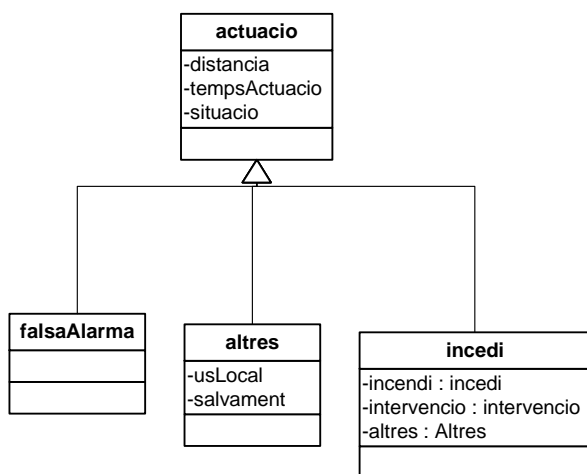 actuacio
-distancia
-tempsActuacio
-situacio
falsaAlarma
altres
-usLocal
-salvament
incedi
-incendi : incedi
-intervencio : intervencio
-altres : Altres